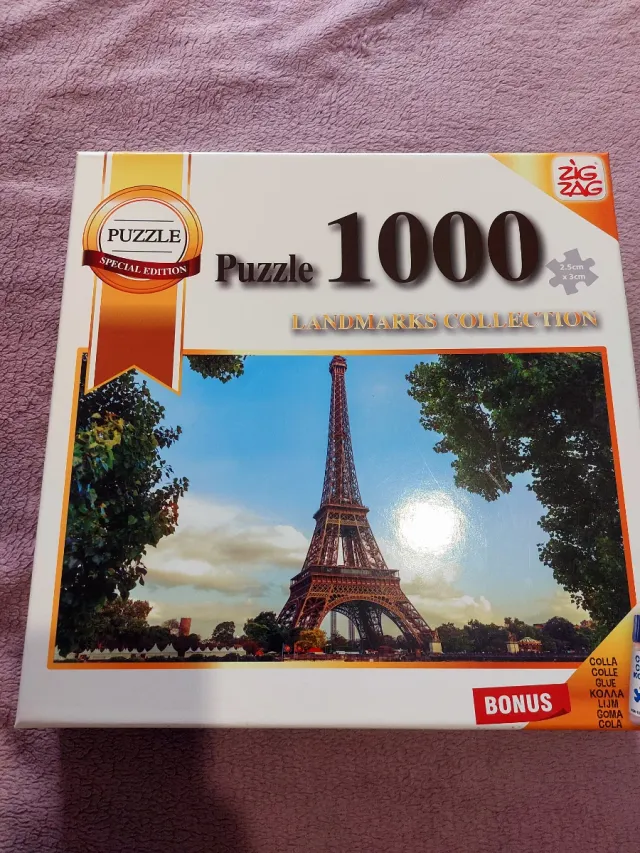 ZIG
ZAG
PUZZLE
SPECIAL EDITION
Puzzle 1000
2.5cm
x 3cm
LANDMARKS COLLECTION
BONUS
COLLA
COLLE
GLUE
ΚΟΛΛΑ
LIJM
GOMA
COLA